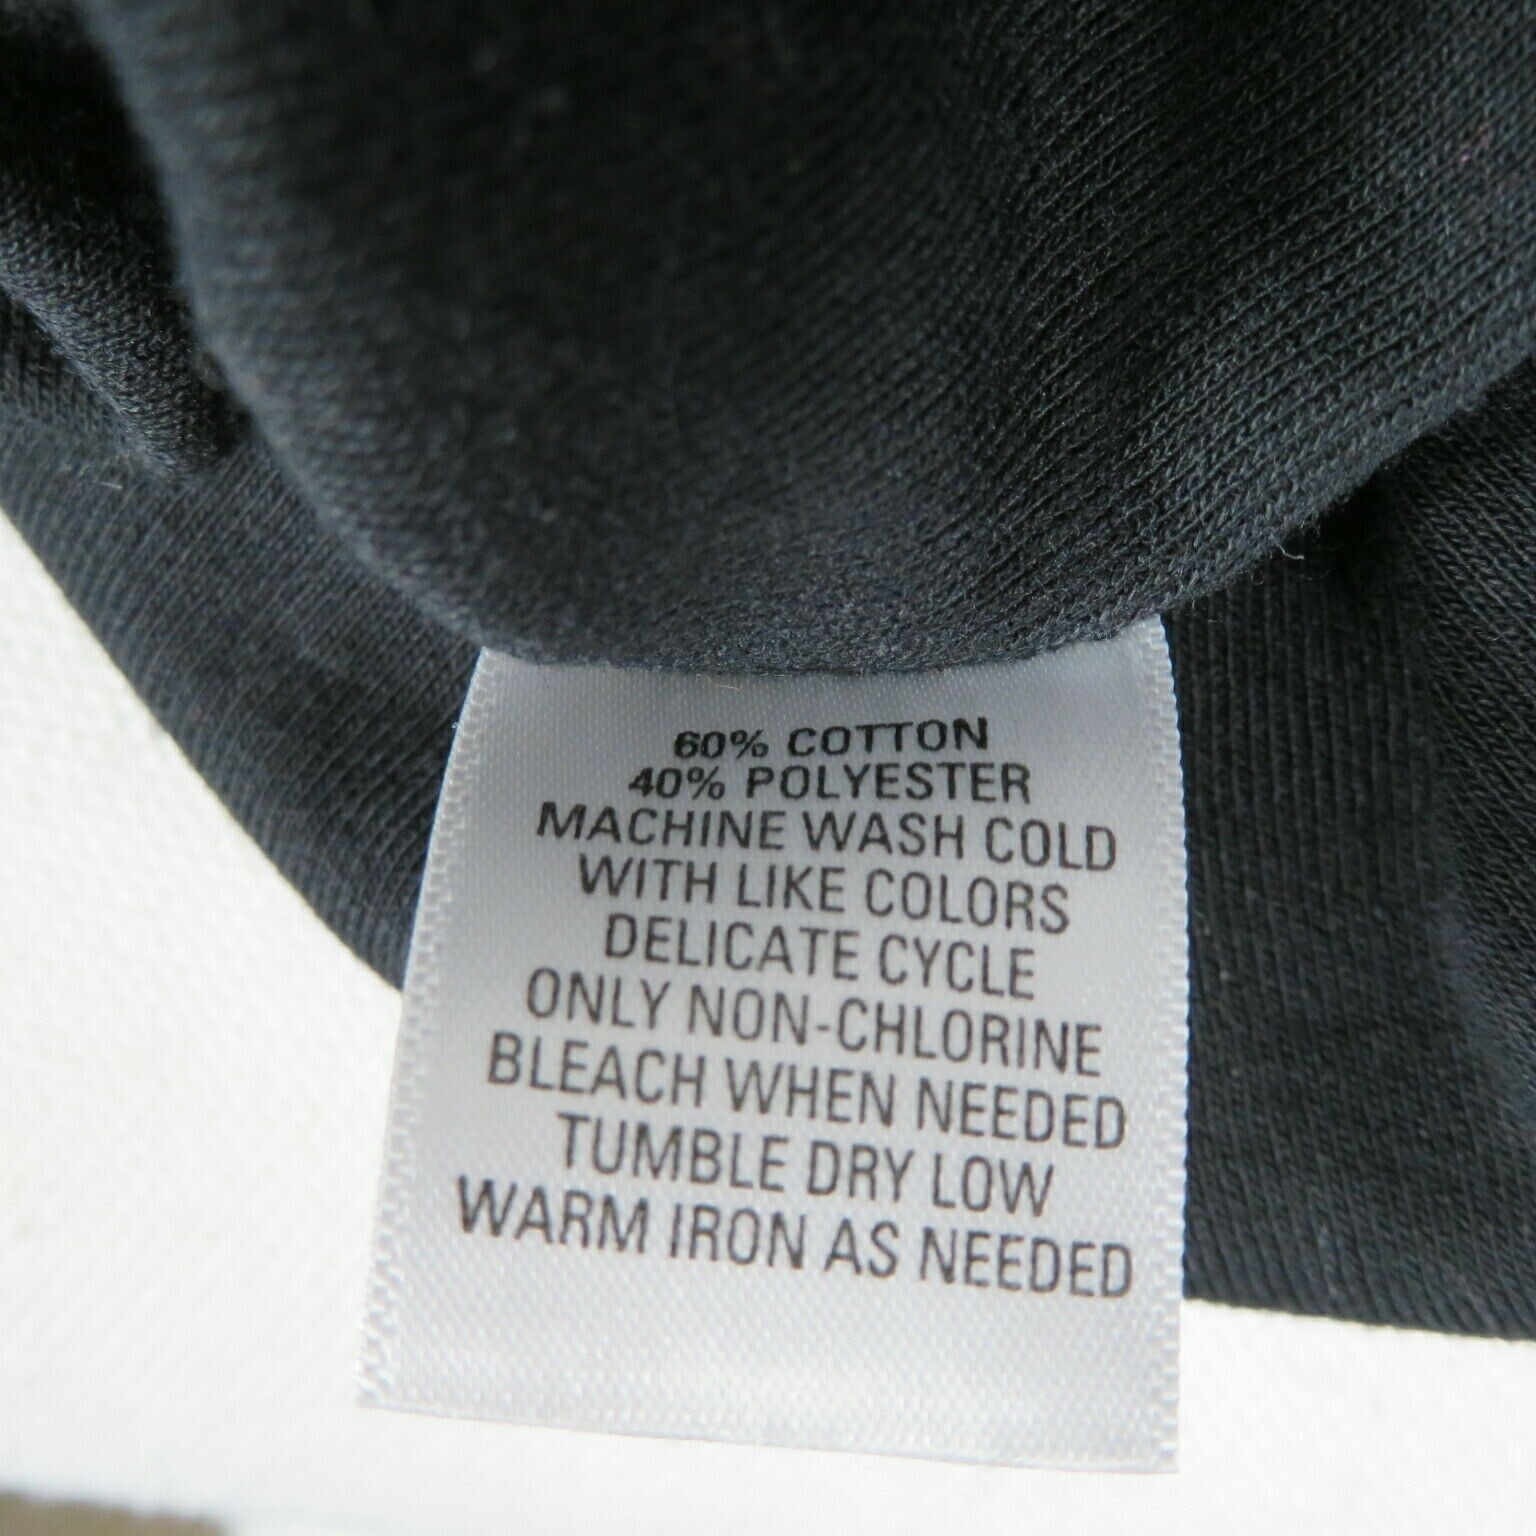 60% COTTON
40% POLYESTER
MACHINE WASH COLD
WITH LIKE COLORS
DELICATE CYCLE
ONLY NON-CHLORINE
BLEACH WHEN NEEDED
TUMBLE DRY LOW
WARM IRON AS NEEDED